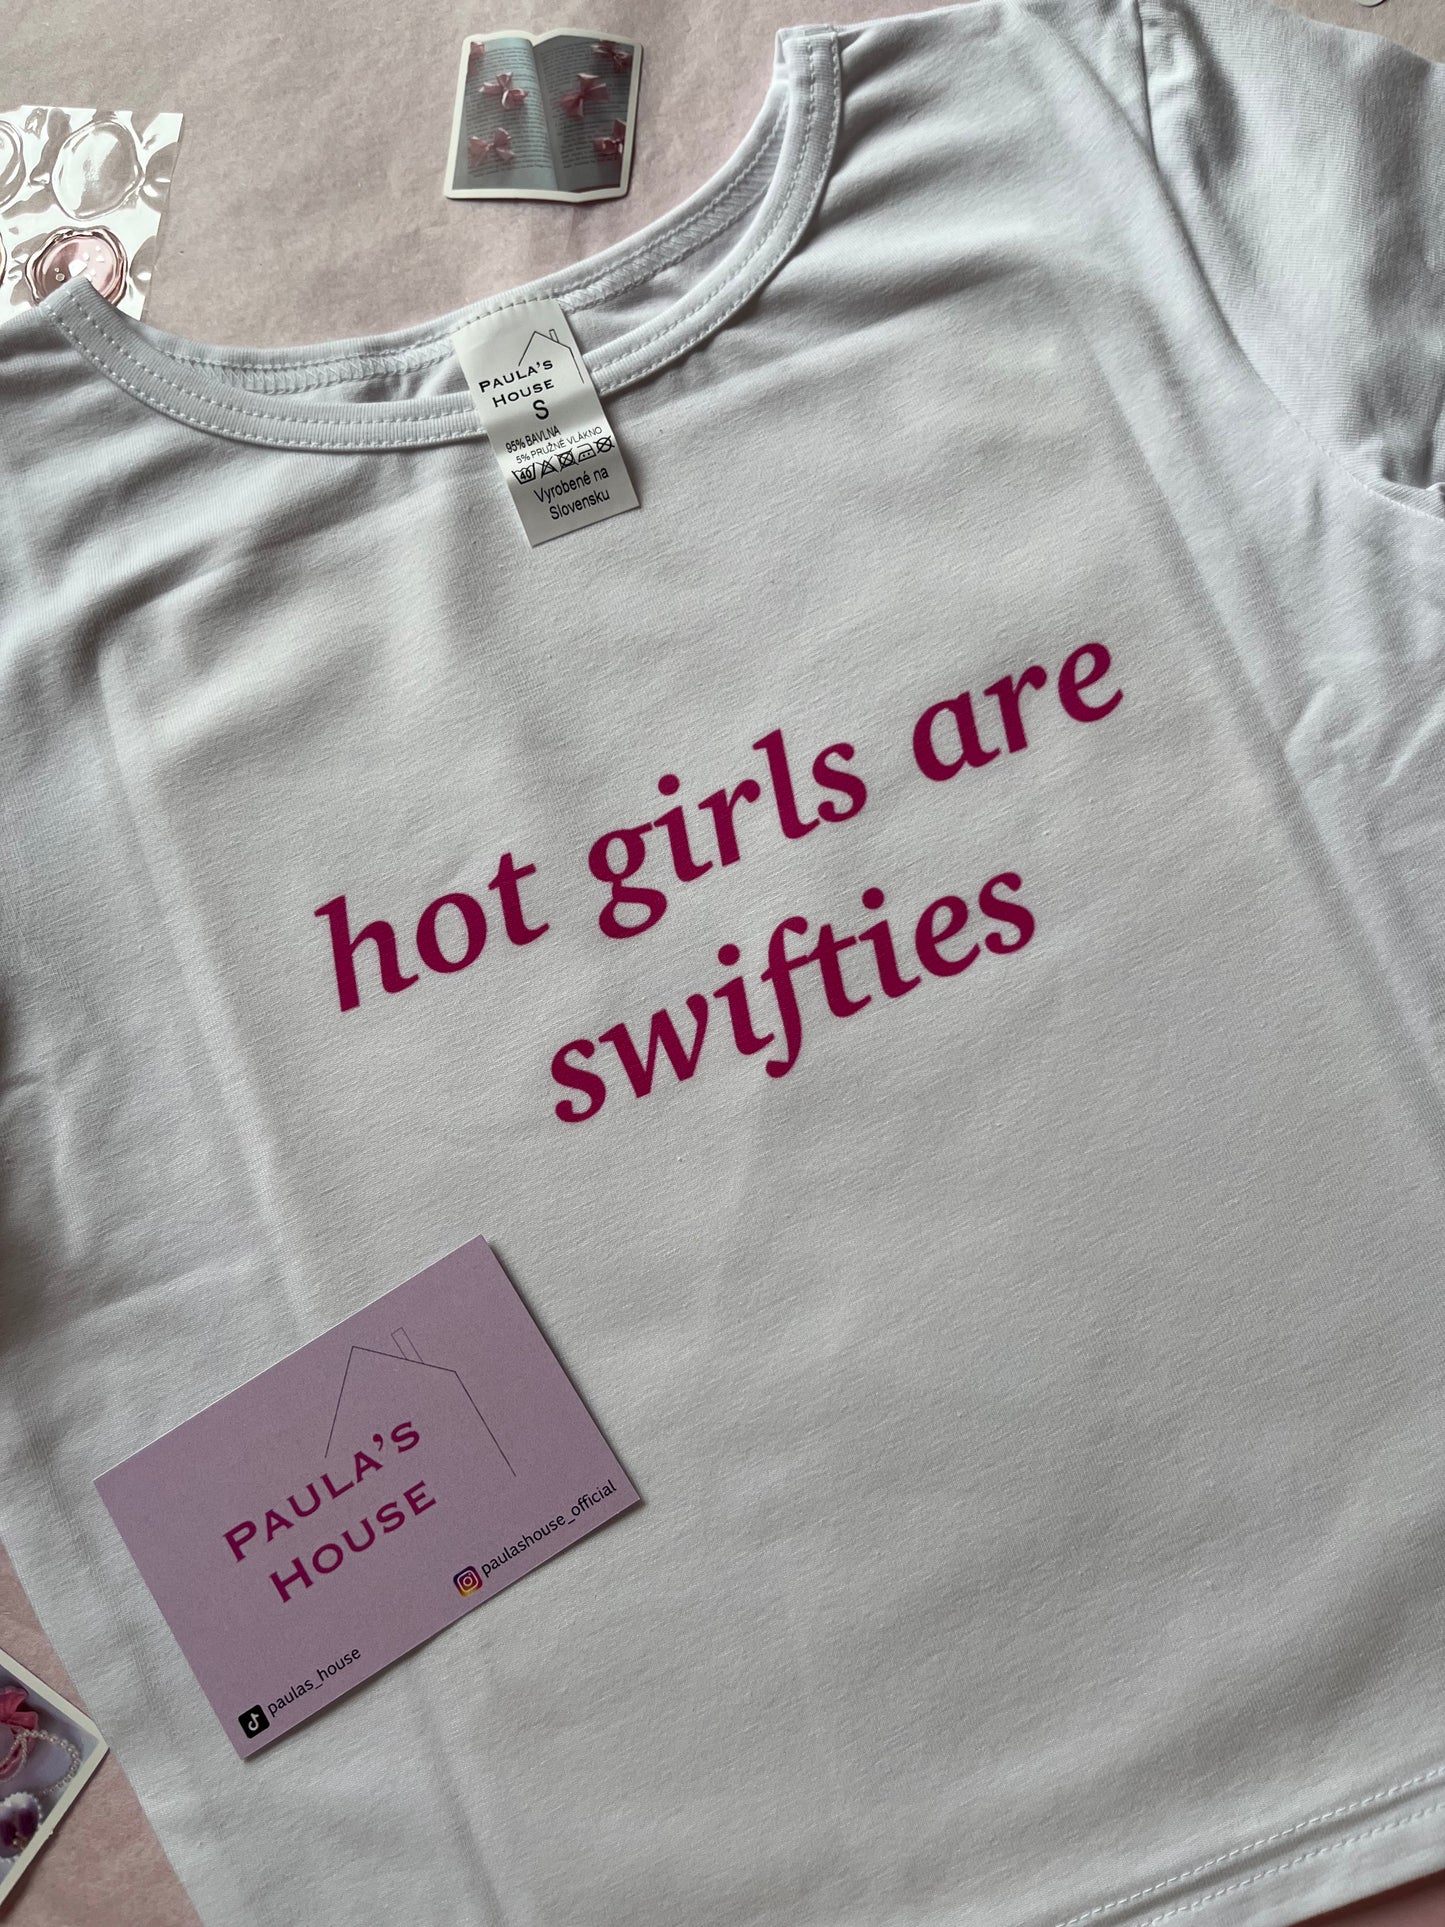 PAULA'S
HOUSE
S
95% BAVLNA
5% PRUŽNÉ VLÁKNO
40
Vyrobené na
Slovensku
hot girls are
swifties
PAULA'S
HOUSE
paulashouse_official
paulas_house